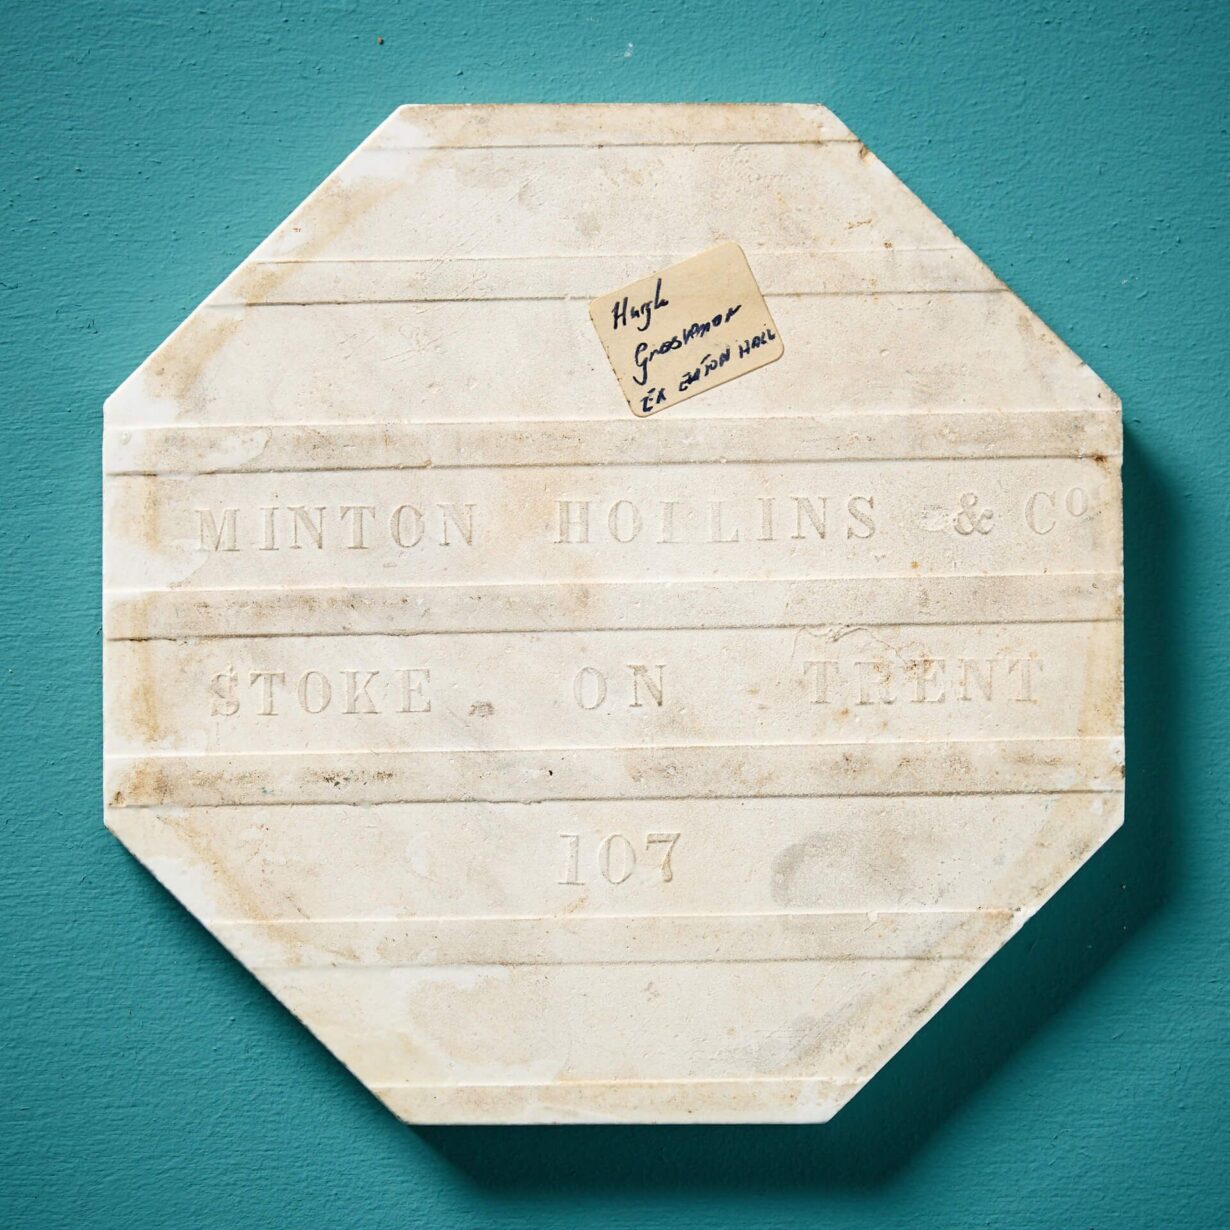 Hugh
Grosvenor
EX EATON HALL
MINTON HOLLINS & Co
STOKE ON TRENT
107